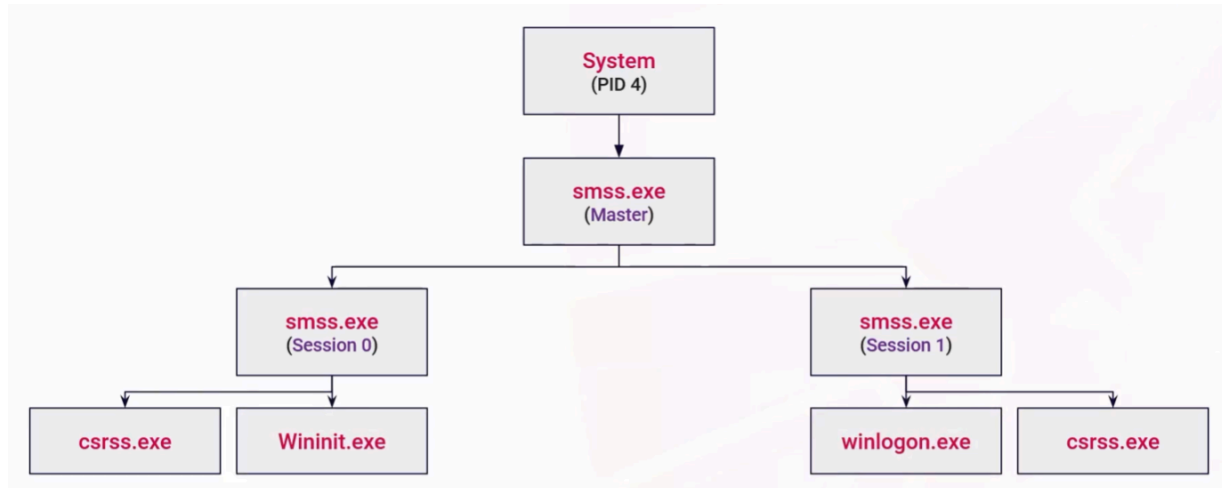 System
(PID 4)
smss.exe
(Master)
smss.exe
(Session 0)
smss.exe
(Session 1)
csrss.exe
Wininit.exe
winlogon.exe
csrss.exe